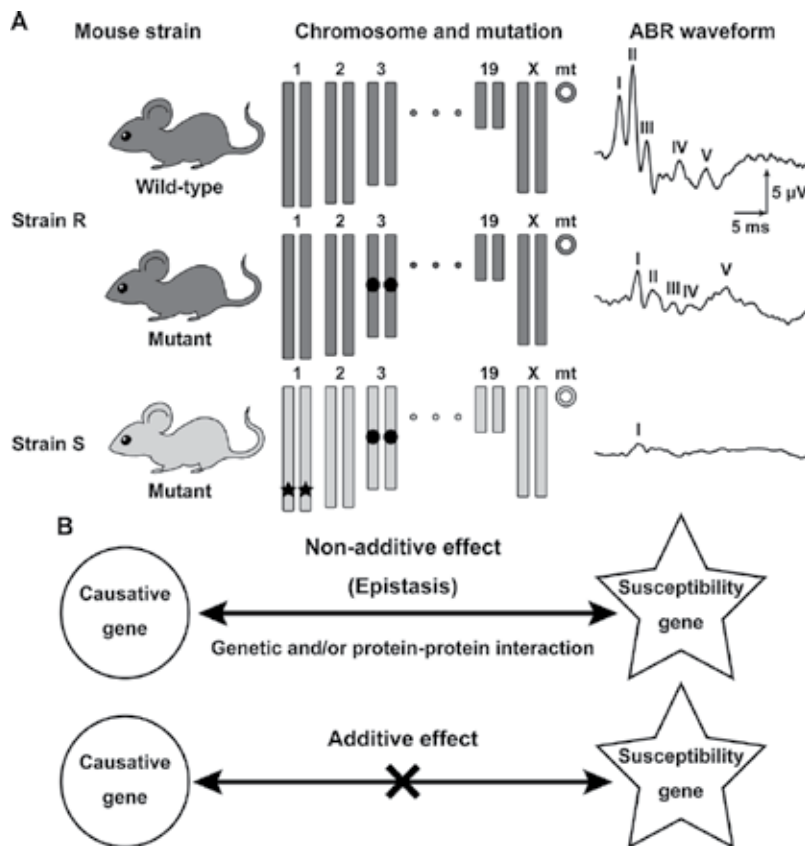 A
Mouse strain Chromosome and mutation ABR waveform
1 2 3 19 X mt
I II III IV V
5 µV
5 ms
Wild-type
Strain R
1 2 3 19 X mt
I II III IV V
Mutant
1 2 3 19 X mt
I
Strain S
Mutant
B
Non-additive effect
(Epistasis)
Causative
gene
Susceptibility
gene
Genetic and/or protein-protein interaction
Additive effect
Causative
gene
Susceptibility
gene